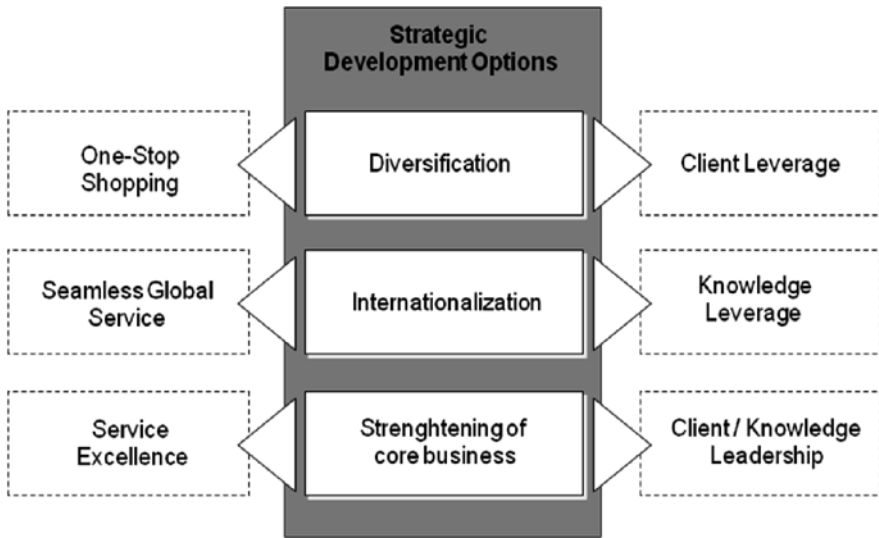 Strategic
Development Options
One-Stop
Shopping
Diversification
Client Leverage
Seamless Global
Service
Internationalization
Knowledge
Leverage
Service
Excellence
Strenghtening of
core business
Client / Knowledge
Leadership